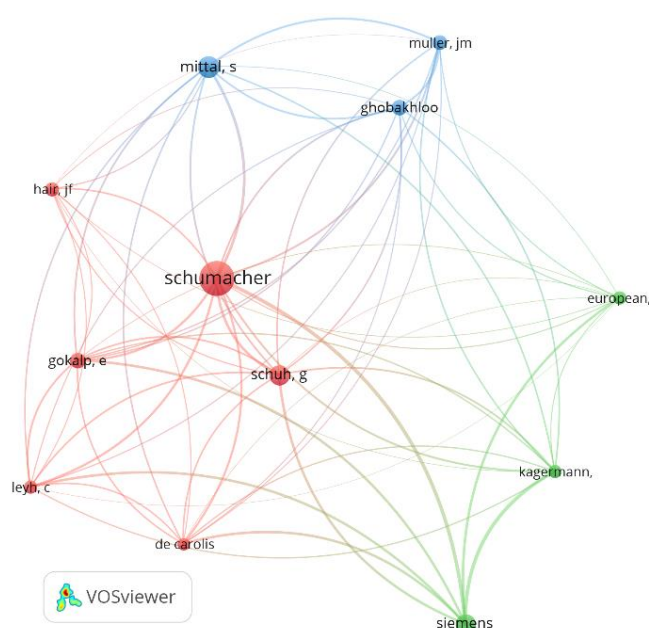 muller, jm
mittal, s
ghobakhloo
hair, jf
schumacher
european,
gokalp, e
schuh, g
kagermann,
leyh, c
de carolis
VOSviewer
siemens